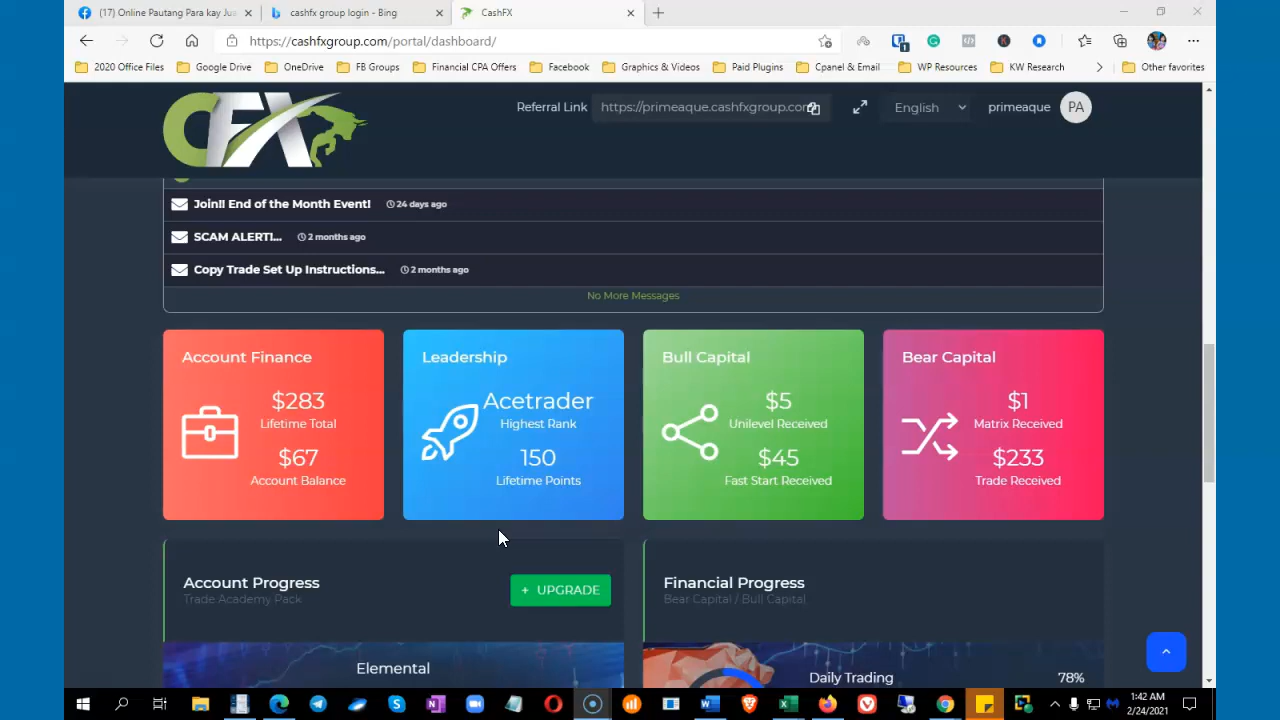 (17) Online Pautang Para kay Jua
cashfx group login - Bing
CashFX
https://cashfxgroup.com/portal/dashboard/
2020 Office Files
Google Drive
OneDrive
FB Groups
Financial CPA Offers
Facebook
Graphics & Videos
Paid Plugins
Cpanel & Email
WP Resources
KW Research
Other favorites
CFX
Referral Link
https://primeaque.cashfxgroup.com
English
primeaque
PA
Join!! End of the Month Event! 24 days ago
SCAM ALERT!... 2 months ago
Copy Trade Set Up Instructions... 2 months ago
No More Messages
Account Finance
$283
Lifetime Total
$67
Account Balance
Leadership
Acetrader
Highest Rank
150
Lifetime Points
Bull Capital
$5
Unilevel Received
$45
Fast Start Received
Bear Capital
$1
Matrix Received
$233
Trade Received
Account Progress
Trade Academy Pack
+ UPGRADE
Elemental
Financial Progress
Bear Capital / Bull Capital
Daily Trading
78%
1:42 AM
2/24/2021